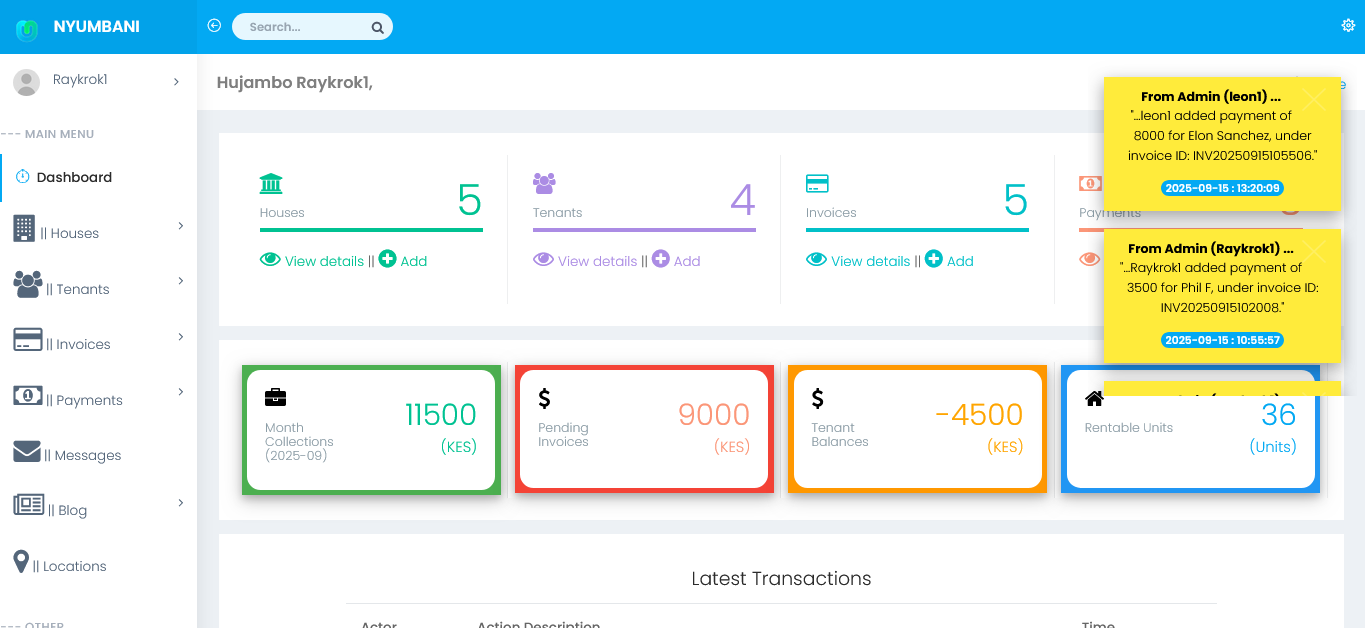 NYUMBANI
Search...
Raykrok1
Hujambo Raykrok1,
--- MAIN MENU
Dashboard
|| Houses
|| Tenants
|| Invoices
|| Payments
|| Messages
|| Blog
|| Locations
--- OTHER
5
Houses
View details || Add
4
Tenants
View details || Add
5
Invoices
View details || Add
Payments
From Admin (leon1) ...
"...leon1 added payment of
8000 for Elon Sanchez, under
invoice ID: INV20250915105506."
2025-09-15 : 13:20:09
From Admin (Raykrok1) ...
"...Raykrok1 added payment of
3500 for Phil F, under invoice ID:
INV20250915102008."
2025-09-15 : 10:55:57
11500
Month
Collections
(2025-09)
(KES)
9000
Pending
Invoices
(KES)
-4500
Tenant
Balances
(KES)
36
Rentable Units
(Units)
Latest Transactions
Actor Action Description Time